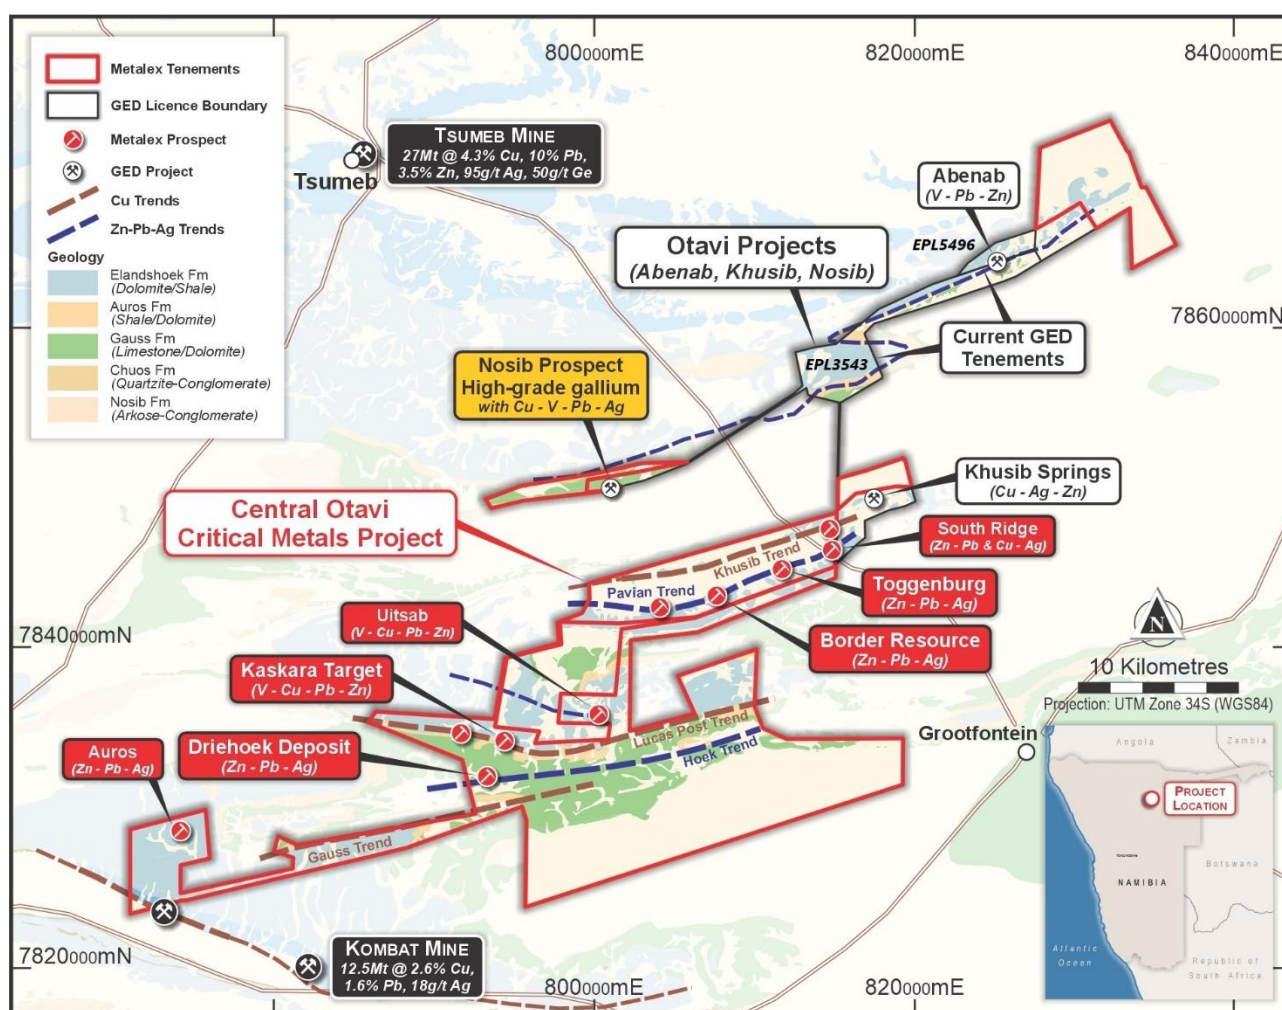 800000mE
820000mE
840000mE
Metalex Tenements
GED Licence Boundary
Metalex Prospect
GED Project
Cu Trends
Zn-Pb-Ag Trends
Geology
Elandshoek Fm
(Dolomite/Shale)
Auros Fm
(Shale/Dolomite)
Gauss Fm
(Limestone/Dolomite)
Chuos Fm
(Quartzite-Conglomerate)
Nosib Fm
(Arkose-Conglomerate)
Tsumeb
TSUMEB MINE
27Mt @ 4.3% Cu, 10% Pb,
3.5% Zn, 95g/t Ag, 50g/t Ge
Abenab
(V - Pb - Zn)
EPL5496
Otavi Projects
(Abenab, Khusib, Nosib)
7860000mN
Current GED
Tenements
EPL3543
Nosib Prospect
High-grade gallium
with Cu - V - Pb - Ag
Khusib Springs
(Cu - Ag - Zn)
Central Otavi
Critical Metals Project
South Ridge
(Zn - Pb & Cu - Ag)
Khusib Trend
Pavian Trend
Toggenburg
(Zn - Pb - Ag)
Uitsab
(V - Cu - Pb - Zn)
Border Resource
(Zn - Pb - Ag)
7840000mN
N
10 Kilometres
Projection: UTM Zone 34S (WGS84)
Kaskara Target
(V - Cu - Pb - Zn)
Lucas Post Trend
Hoek Trend
Grootfontein
Auros
(Zn - Pb - Ag)
Driehoek Deposit
(Zn - Pb - Ag)
Gauss Trend
Angola
Zambia
PROJECT
LOCATION
Botswana
NAMIBIA
Atlantic
Ocean
Republic of
South Africa
7820000mN
KOMBAT MINE
12.5Mt @ 2.6% Cu,
1.6% Pb, 18g/t Ag
800000mE
820000mE